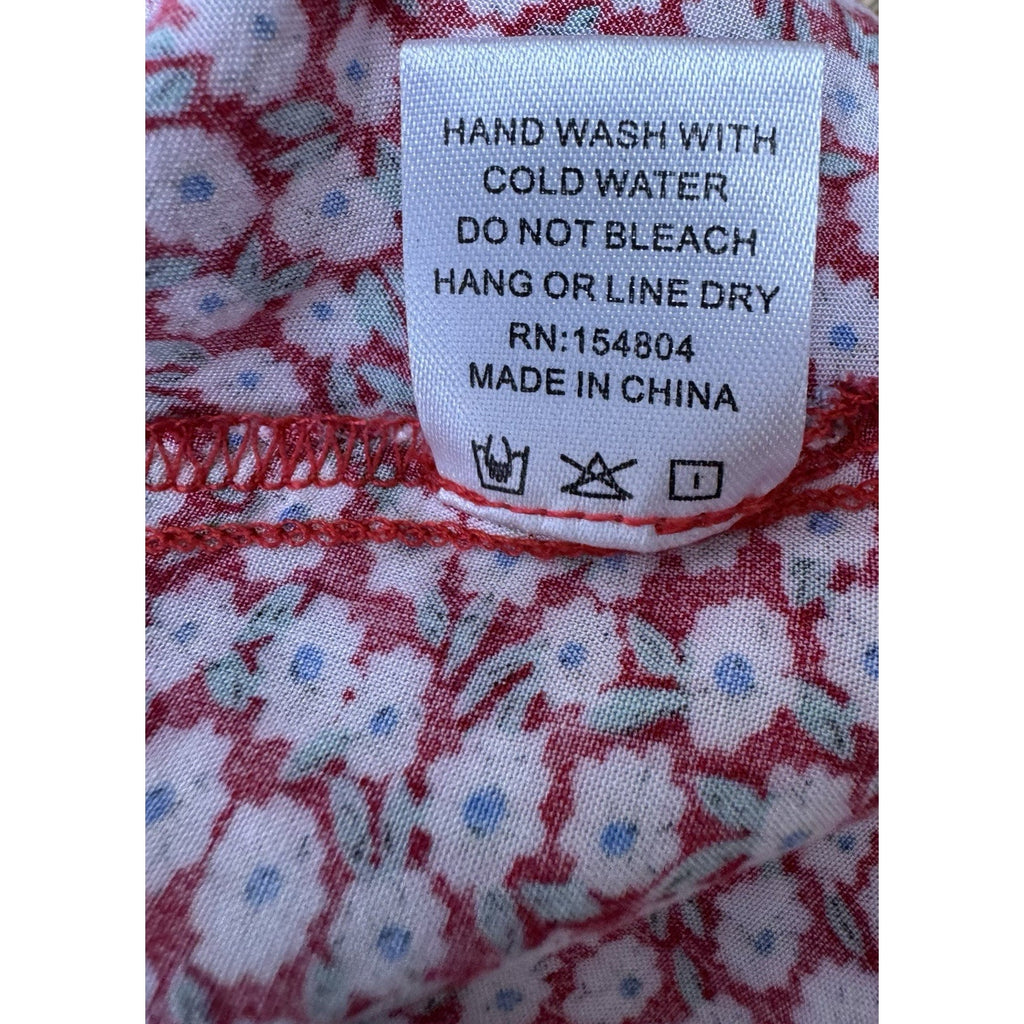 HAND WASH WITH
COLD WATER
DO NOT BLEACH
HANG OR LINE DRY
RN:154804
MADE IN CHINA